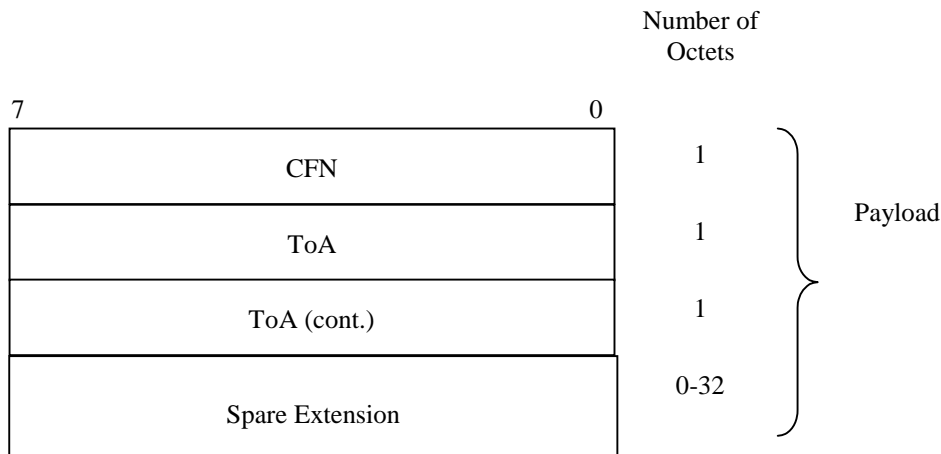 Number of
Octets
7 0
CFN 1
ToA 1
Payload
ToA (cont.) 1
Spare Extension 0-32